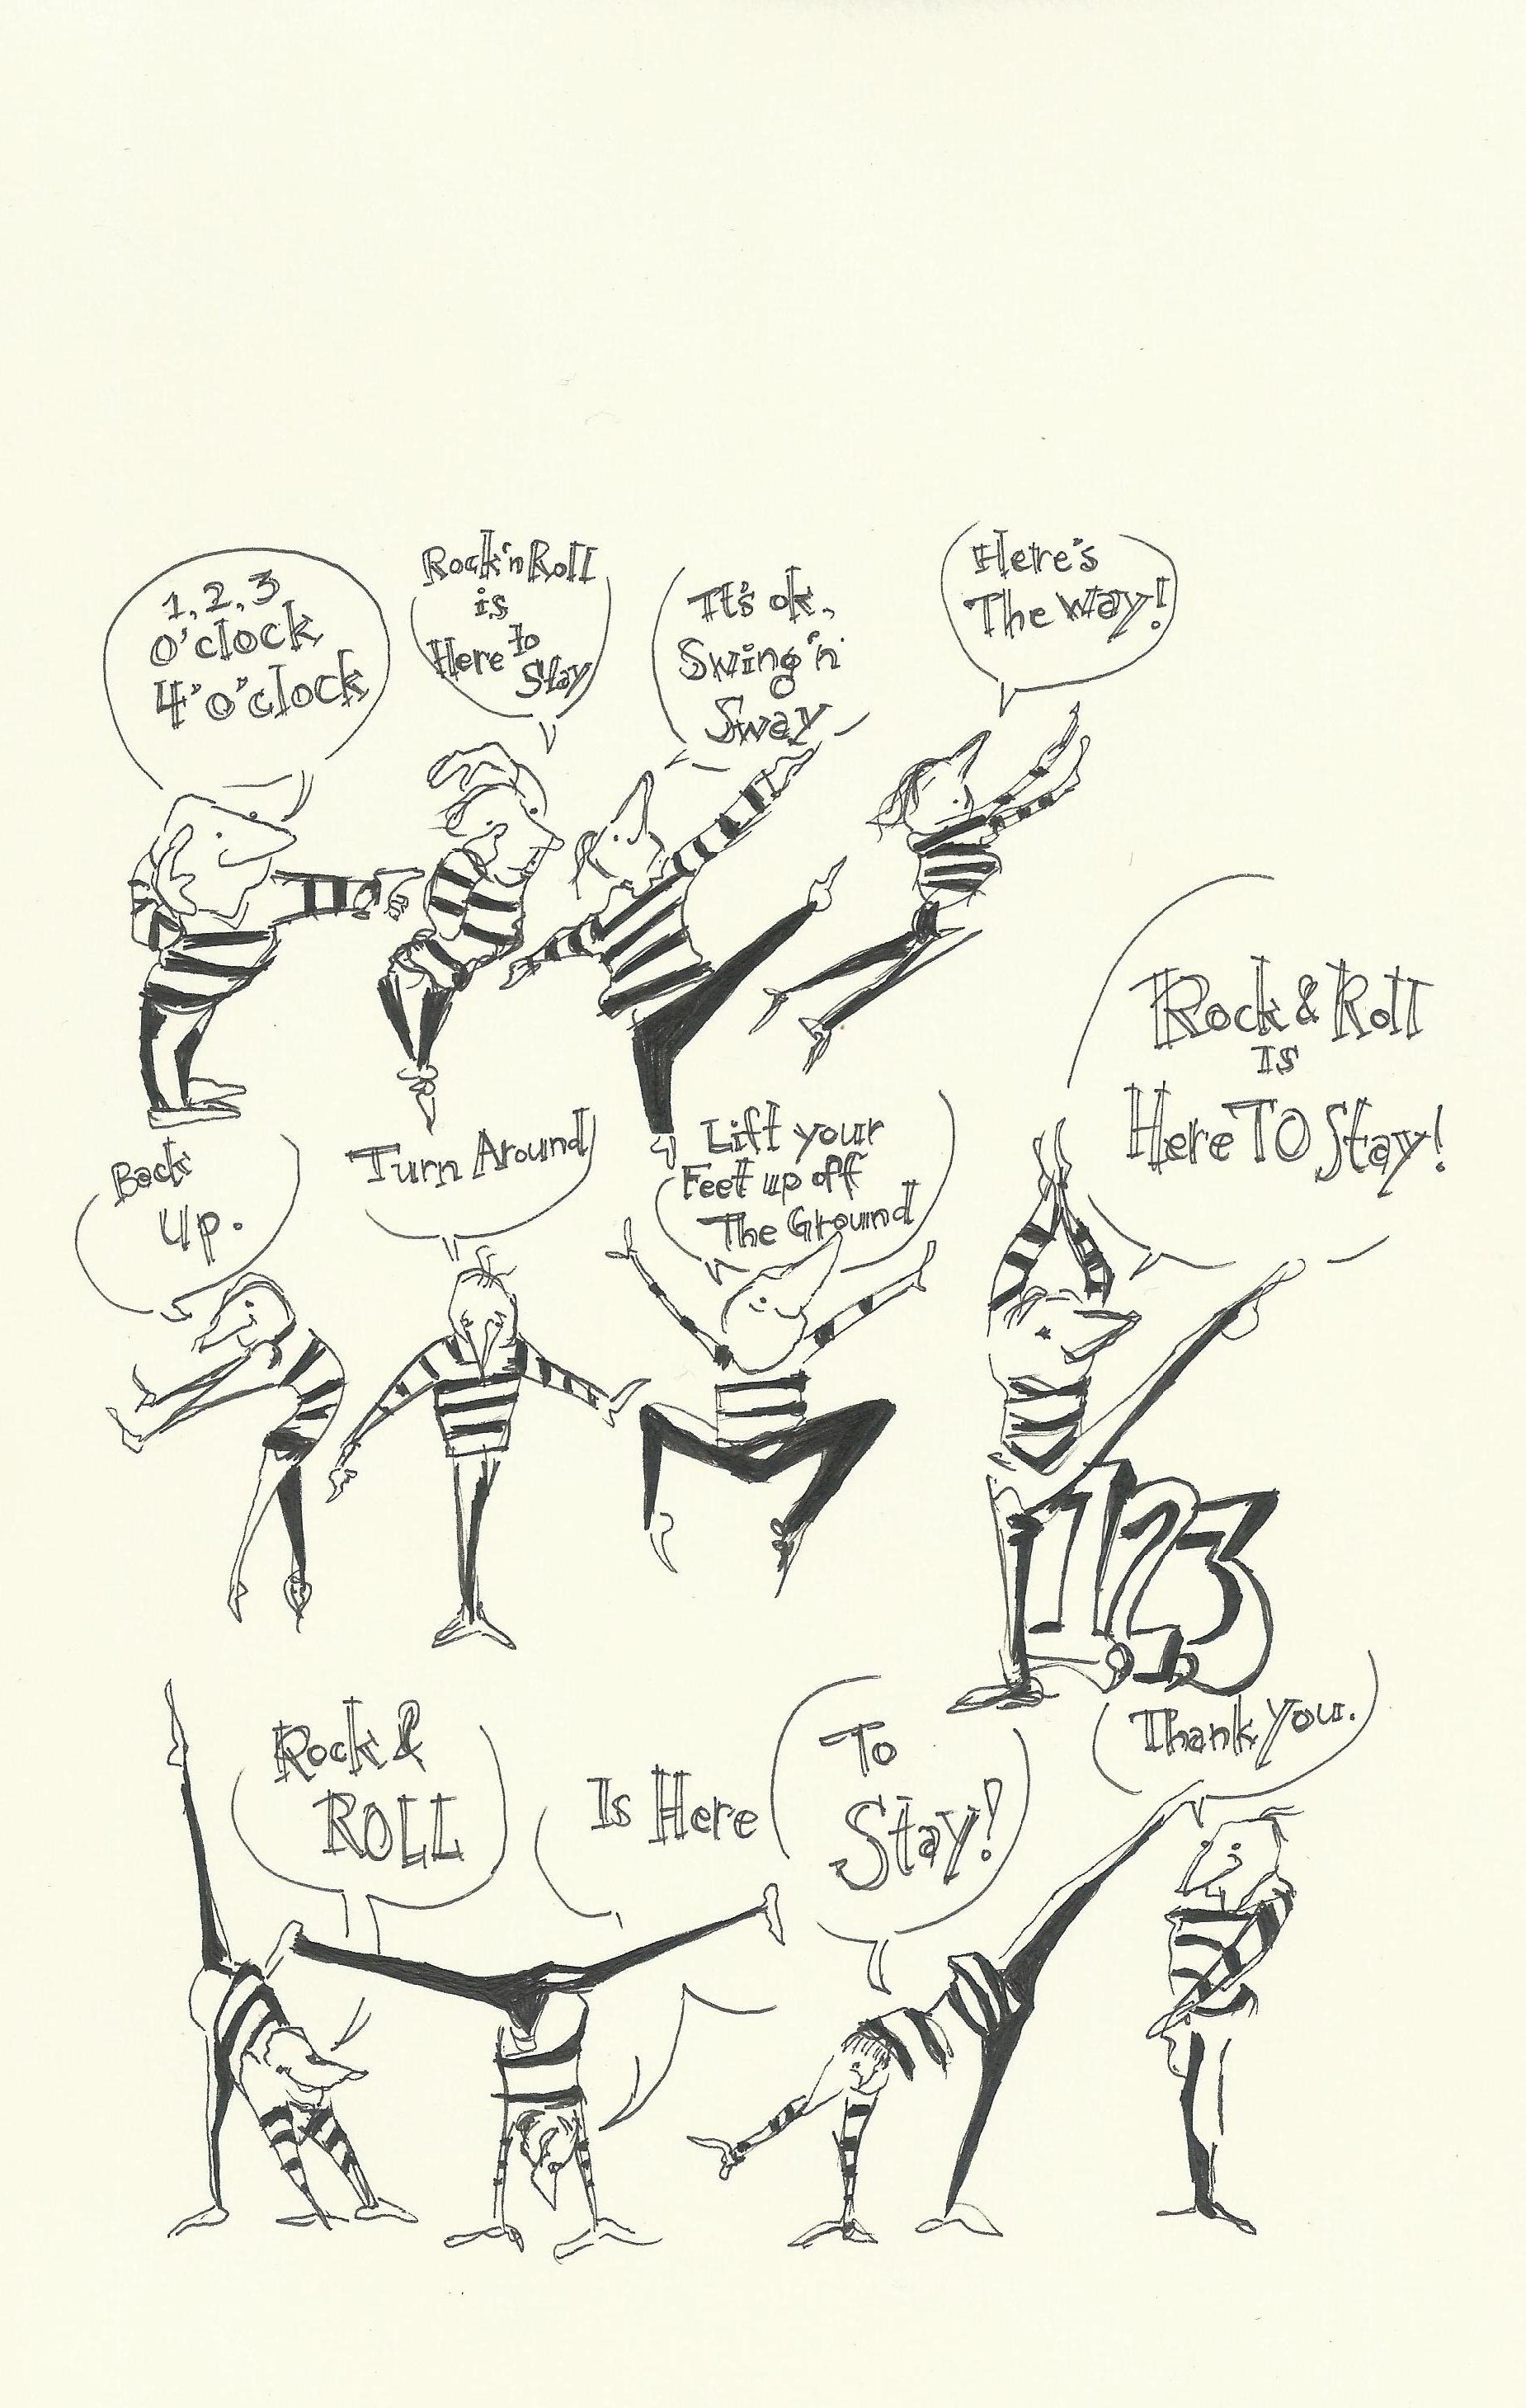 1, 2, 3
O'clock
4'O'clock
Rock 'n Roll
is
Here to
Stay
It's ok,
Swing 'n'
Sway
Here's
The way!
Back
Up.
Turn Around
Lift your
Feet up off
The Ground
Rock & Roll
IS
Here TO Stay!
1,2,3
Rock &
ROLL
Is Here
To
Stay!
Thank you.